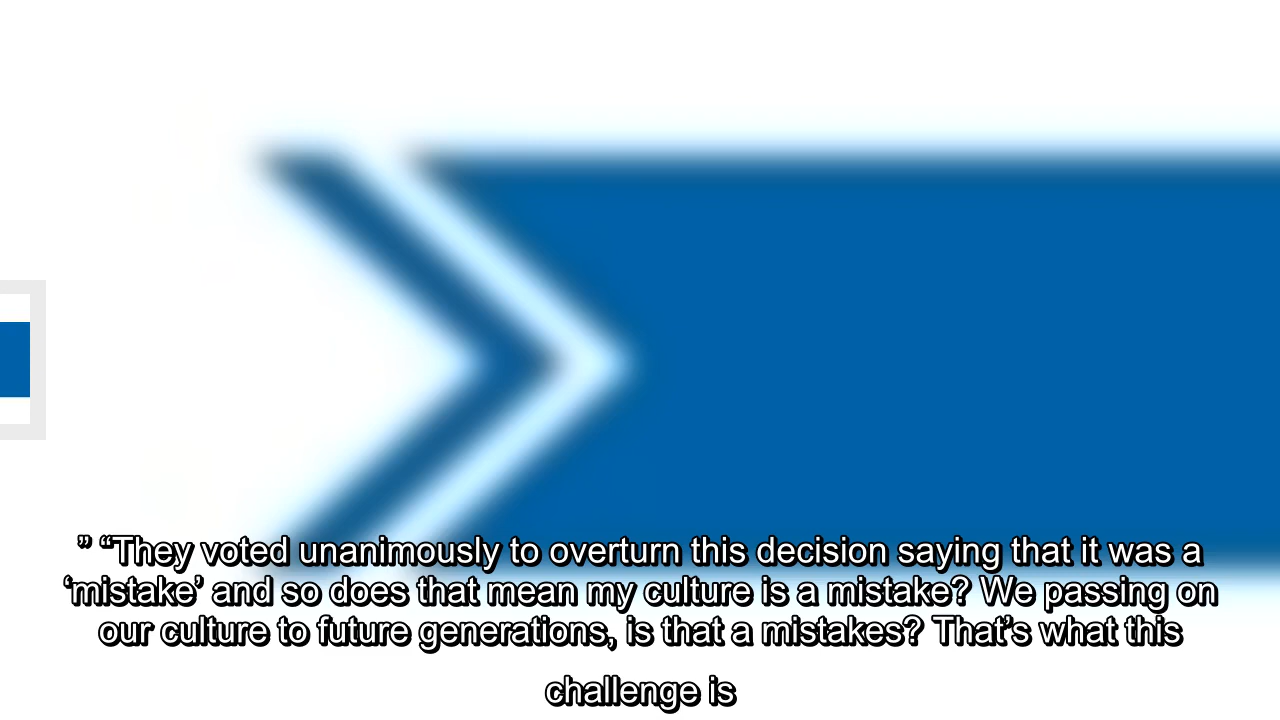 ” “They voted unanimously to overturn this decision saying that it was a
‘mistake’ and so does that mean my culture is a mistake? We passing on
our culture to future generations, is that a mistakes? That’s what this
challenge is